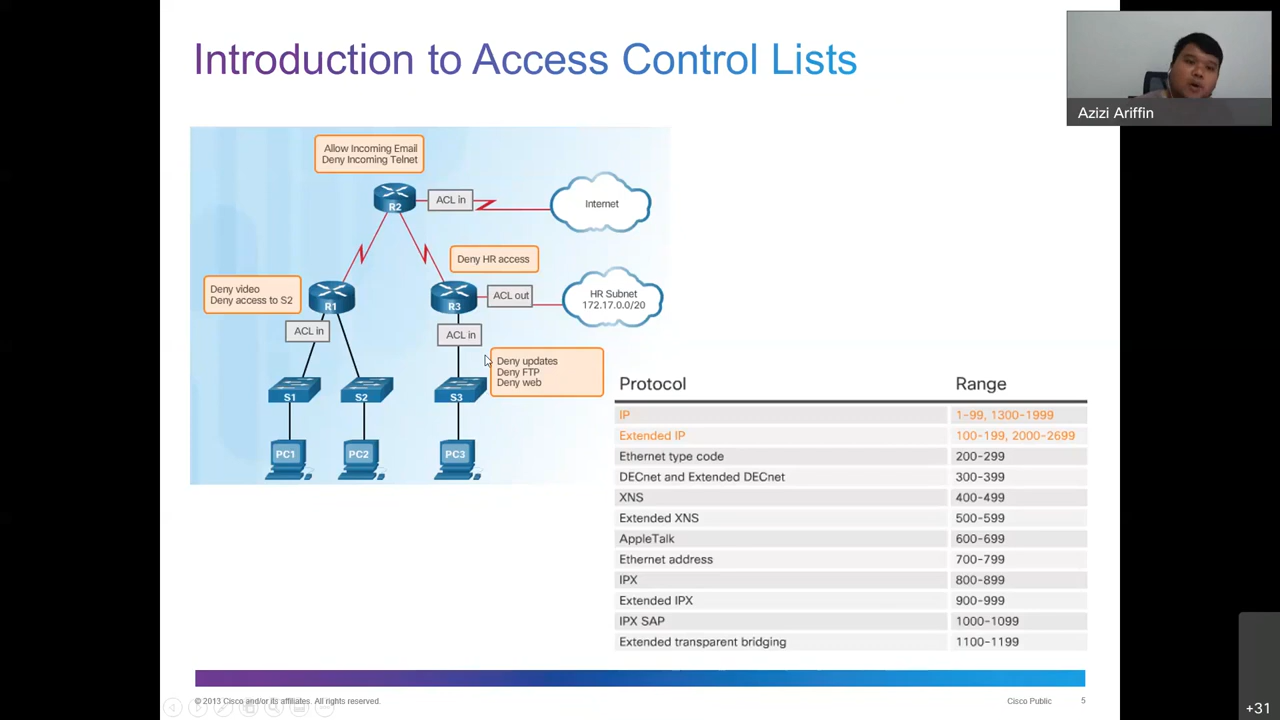 Introduction to Access Control Lists
Azizi Ariffin
Allow Incoming Email
Deny Incoming Telnet
R2
ACL in
Internet
Deny HR access
Deny video
Deny access to S2
R1
R3
ACL out
HR Subnet
172.17.0.0/20
ACL in
ACL in
Deny updates
Deny FTP
Deny web
S1
S2
S3
PC1
PC2
PC3
Protocol Range
IP 1-99, 1300-1999
Extended IP 100-199, 2000-2699
Ethernet type code 200-299
DECnet and Extended DECnet 300-399
XNS 400-499
Extended XNS 500-599
AppleTalk 600-699
Ethernet address 700-799
IPX 800-899
Extended IPX 900-999
IPX SAP 1000-1099
Extended transparent bridging 1100-1199
© 2013 Cisco and/or its affiliates. All rights reserved. Cisco Public 5
+31